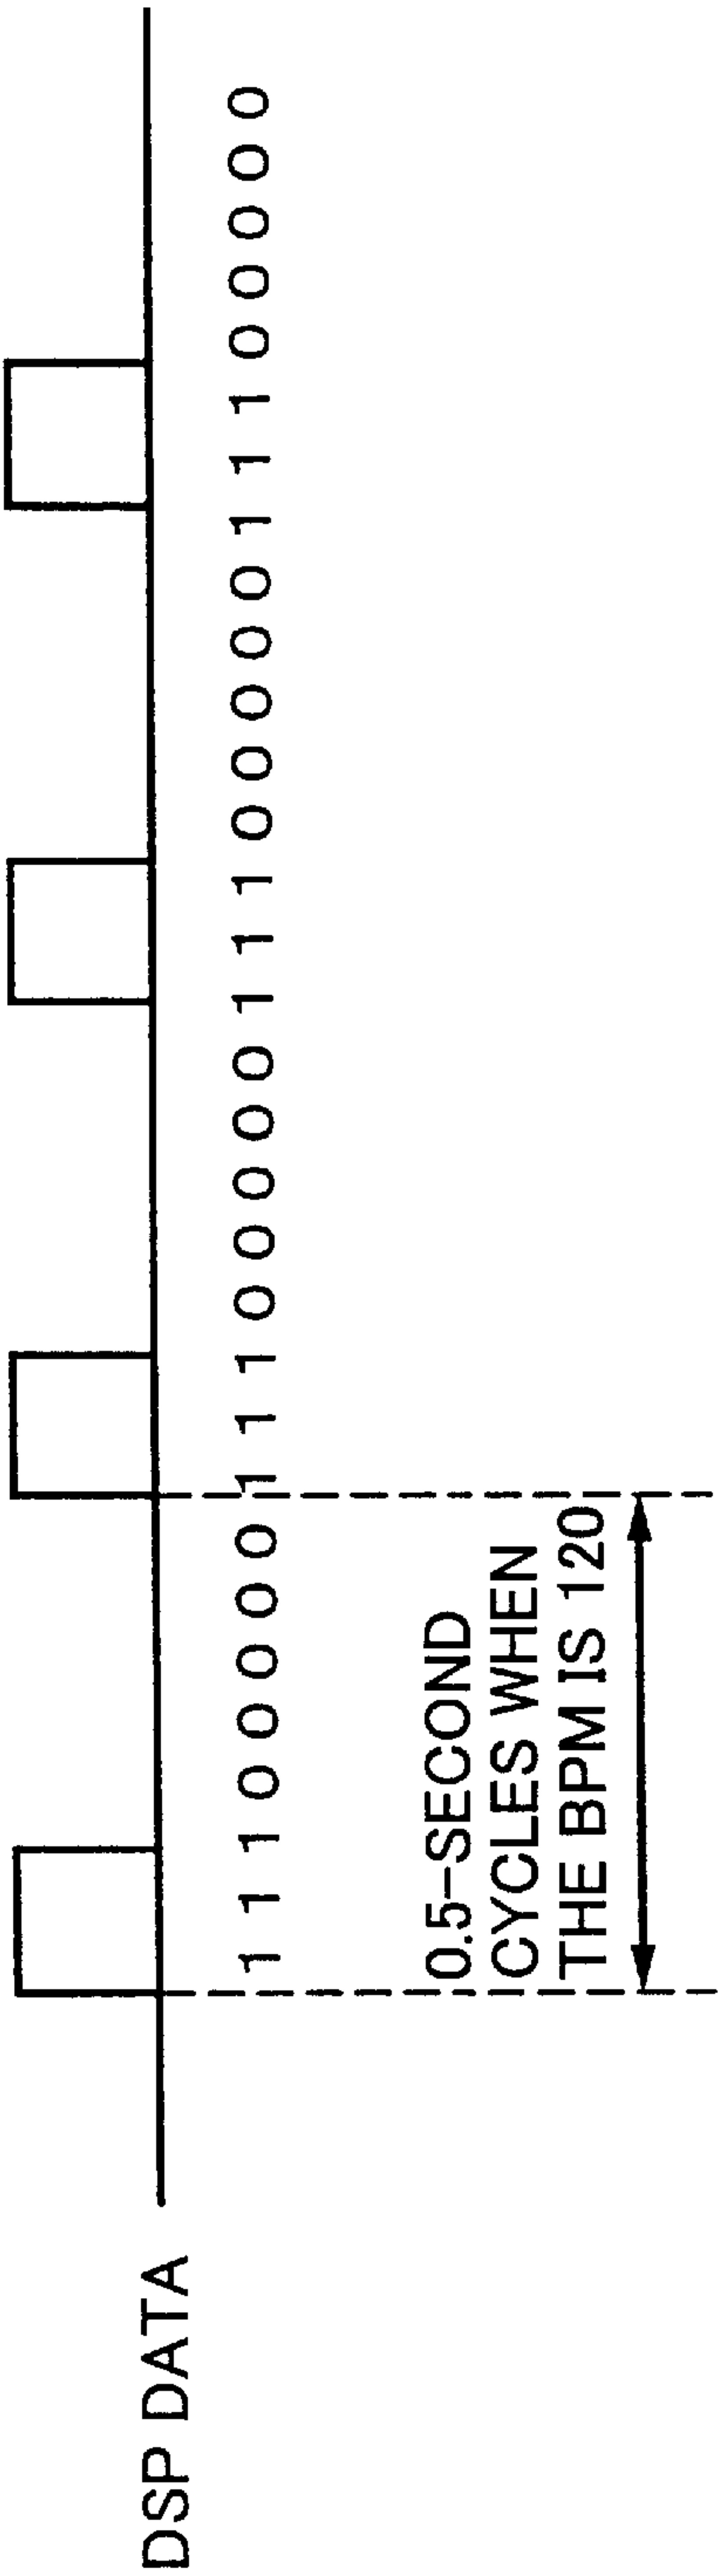 DSP DATA
1 1 1 0 0 0 0 0 1 1 1 0 0 0 0 0 1 1 1 0 0 0 0 0 1 1 1 0 0 0 0 0
0.5-SECOND
CYCLES WHEN
THE BPM IS 120